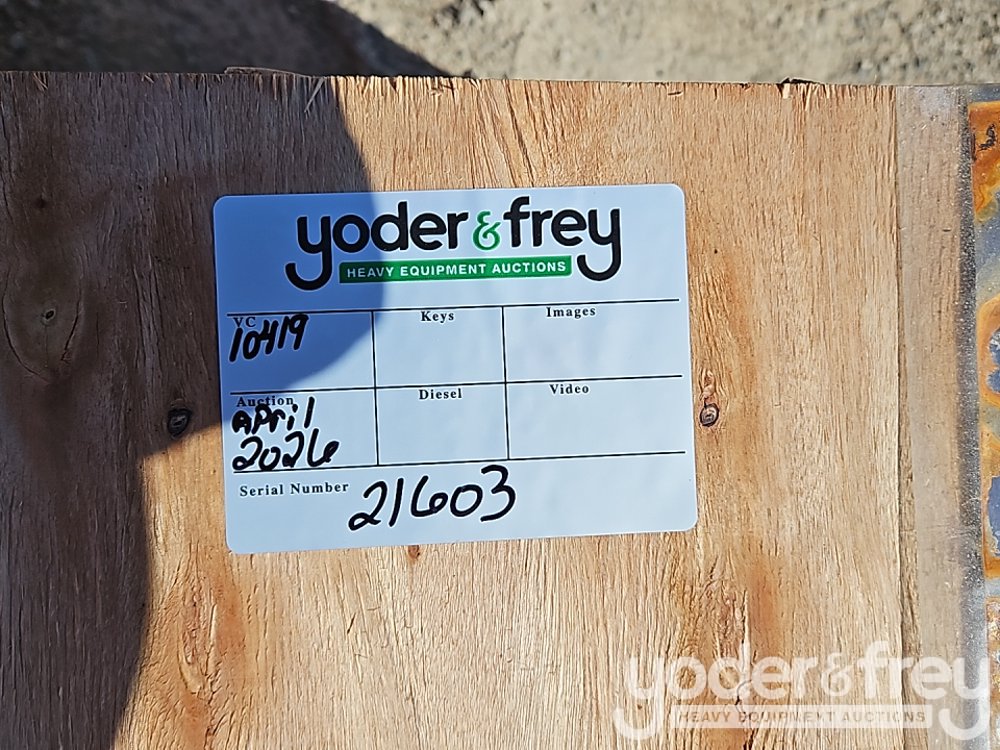 yoder & frey
HEAVY EQUIPMENT AUCTIONS
VC Keys Images
10419
Auction Diesel Video
April
2026
Serial Number 21603
yoder & frey
HEAVY EQUIPMENT AUCTIONS